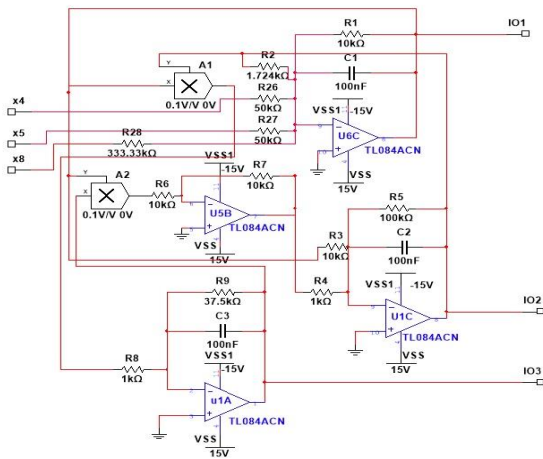 R1
10kΩ
IO1
A1
Y
X
0.1V/V 0V
R2
1.724kΩ
C1
100nF
R26
50kΩ
VSS1
-15V
x4
R27
50kΩ
x5
R28
333.33kΩ
x8
U6C
TL084ACN
VSS
15V
VSS1
-15V
Y
A2
X
0.1V/V 0V
R6
10kΩ
R7
10kΩ
U5B
TL084ACN
VSS
15V
R5
100kΩ
R3
10kΩ
C2
100nF
R4
1kΩ
VSS1
-15V
U1C
TL084ACN
VSS
15V
IO2
R9
37.5kΩ
C3
100nF
R8
1kΩ
VSS1
-15V
u1A
TL084ACN
VSS
15V
IO3